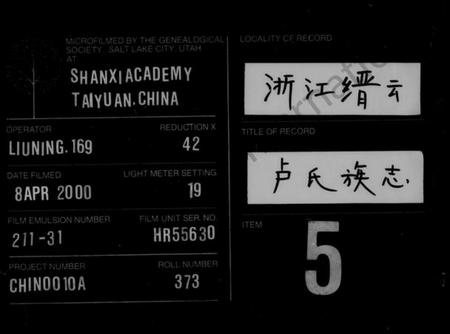 MICROFILMED BY THE GENEALOGICAL
SOCIETY, SALT LAKE CITY, UTAH
AT
SHANXI ACADEMY
TAIYUAN, CHINA
OPERATOR
LIUNING.169
REDUCTION X
42
DATE FILMED
8APR 2000
LIGHT METER SETTING
19
FILM EMULSION NUMBER
211-31
FILM UNIT SER. NO.
HR55630
PROJECT NUMBER
CHINO010A
ROLL NUMBER
373
LOCALITY OF RECORD
浙江缙云
TITLE OF RECORD
卢氏族志
ITEM
5